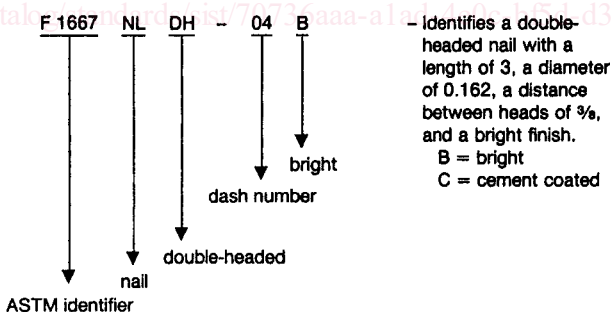 F 1667 NL DH – 04 B
– Identifies a double-
headed nail with a
length of 3, a diameter
of 0.162, a distance
between heads of ⅜,
and a bright finish.
B = bright
C = cement coated
bright
dash number
double-headed
nail
ASTM identifier